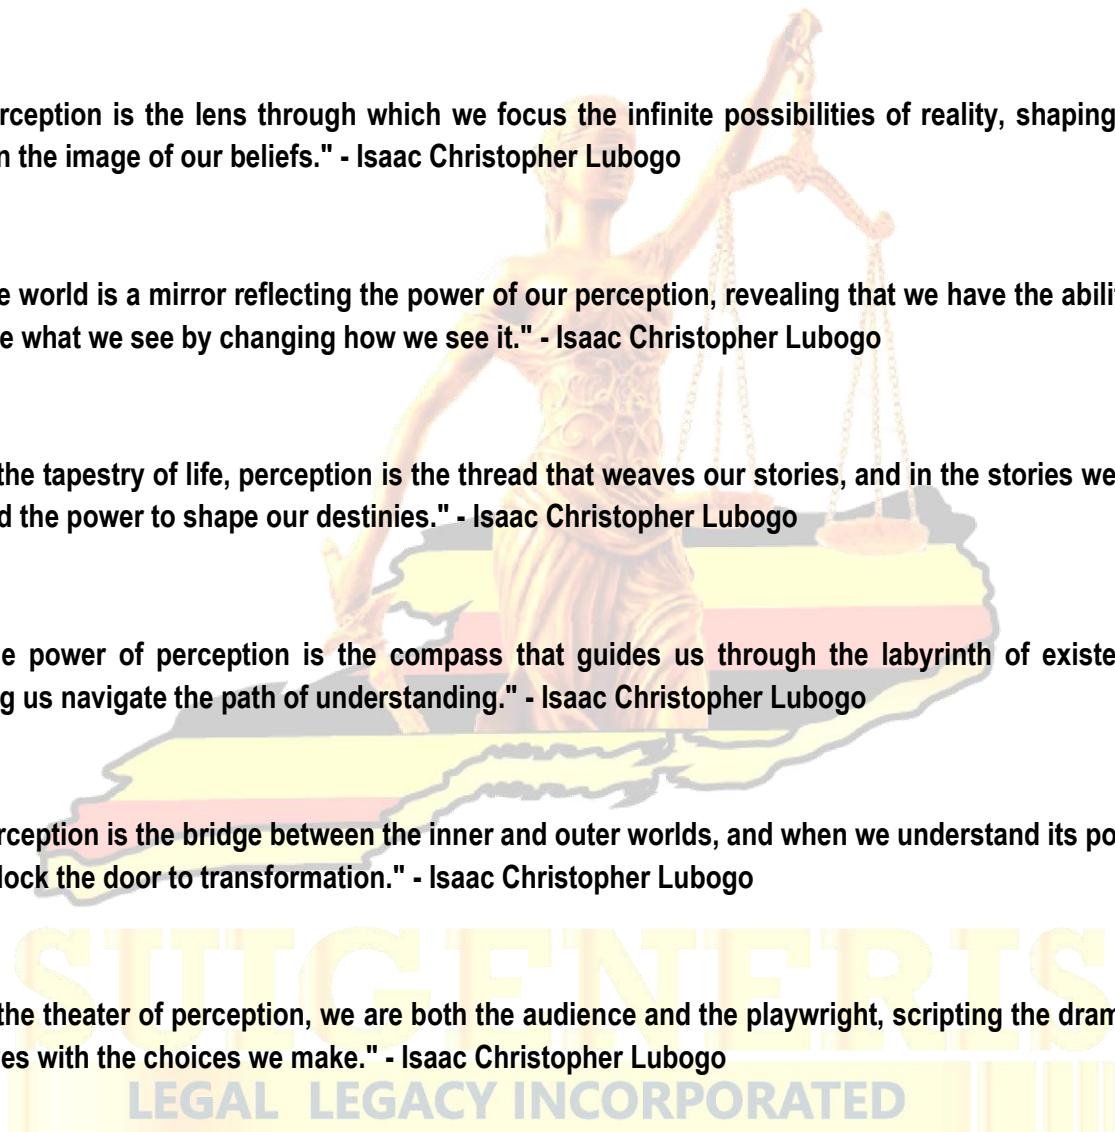 rception is the lens through which we focus the infinite possibilities of reality, shaping
n the image of our beliefs." - Isaac Christopher Lubogo
e world is a mirror reflecting the power of our perception, revealing that we have the abili
e what we see by changing how we see it." - Isaac Christopher Lubogo
the tapestry of life, perception is the thread that weaves our stories, and in the stories we
d the power to shape our destinies." - Isaac Christopher Lubogo
e power of perception is the compass that guides us through the labyrinth of existe
g us navigate the path of understanding." - Isaac Christopher Lubogo
rception is the bridge between the inner and outer worlds, and when we understand its po
lock the door to transformation." - Isaac Christopher Lubogo
SUIGENERIS
the theater of perception, we are both the audience and the playwright, scripting the dram
es with the choices we make." - Isaac Christopher Lubogo
LEGAL LEGACY INCORPORATED